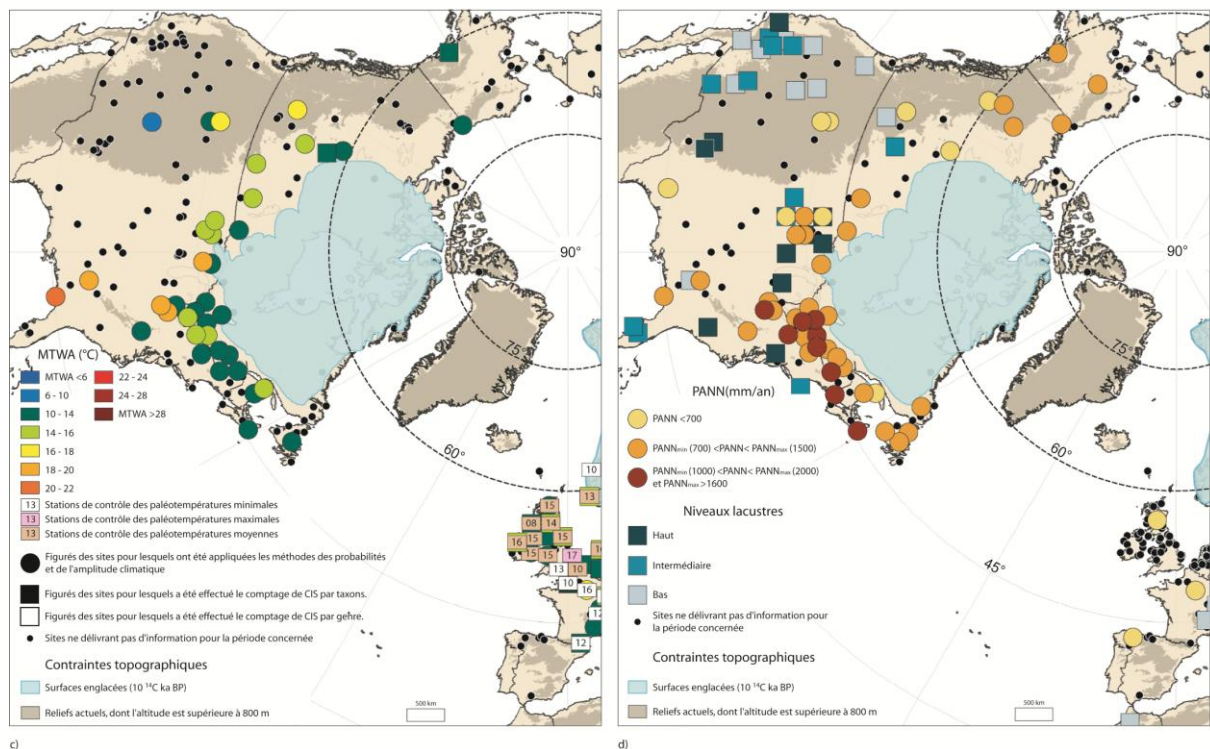 90°
75°
60°
MTWA (°C)
MTWA <6
22 - 24
6 - 10
24 - 28
10 - 14
MTWA >28
14 - 16
16 - 18
18 - 20
20 - 22
13 Stations de contrôle des paléotempératures minimales
13 Stations de contrôle des paléotempératures maximales
13 Stations de contrôle des paléotempératures moyennes
Figurés des sites pour lesquels ont été appliquées les méthodes des probabilités
et de l'amplitude climatique
Figurés des sites pour lesquels a été effectué le comptage de CIS par taxons.
Figurés des sites pour lesquels a été effectué le comptage de CIS par genre.
Sites ne délivrant pas d'information pour la période concernée
Contraintes topographiques
Surfaces englacées (10 ¹⁴C ka BP)
Reliefs actuels, dont l'altitude est supérieure à 800 m
500 km
10
13
15
08 14
16 15 15
15 15 17
13 10
10
16
12
12
c)
90°
75°
60°
45°
PANN(mm/an)
PANN <700
PANNmin (700) <PANN< PANNmax (1500)
PANNmin (1000) <PANN< PANNmax (2000)
et PANNmax >1600
Niveaux lacustres
Haut
Intermédiaire
Bas
Sites ne délivrant pas d'information pour
la période concernée
Contraintes topographiques
Surfaces englacées (10 ¹⁴C ka BP)
Reliefs actuels, dont l'altitude est supérieure à 800 m
500 km
d)